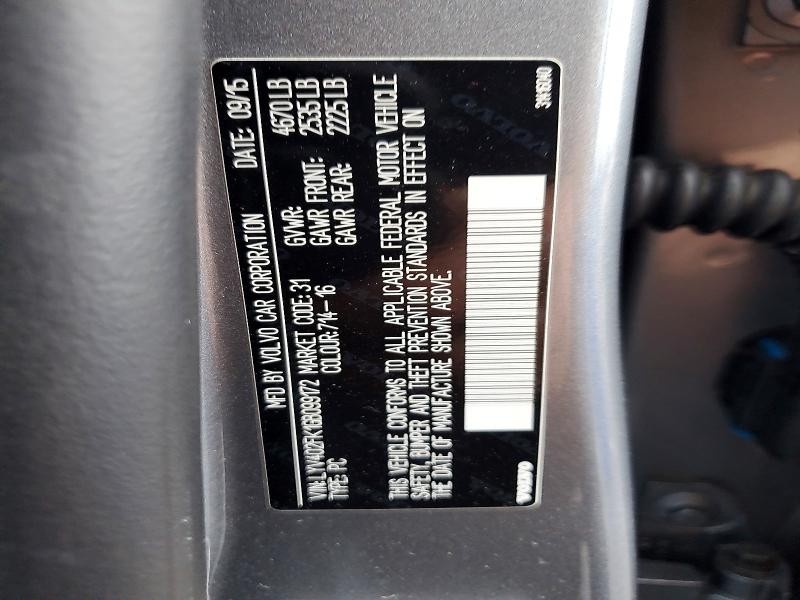 MFD BY VOLVO CAR CORPORATION DATE: 09/15
VIN: LYV402FK1GB099172 MARKET CODE: 31 GVWR: 4670 LB
TYPE: PC COLOUR: 714-16 GAWR FRONT: 2535 LB
GAWR REAR: 2225 LB
THIS VEHICLE CONFORMS TO ALL APPLICABLE FEDERAL MOTOR VEHICLE
SAFETY, BUMPER AND THEFT PREVENTION STANDARDS IN EFFECT ON
THE DATE OF MANUFACTURE SHOWN ABOVE.
VOLVO